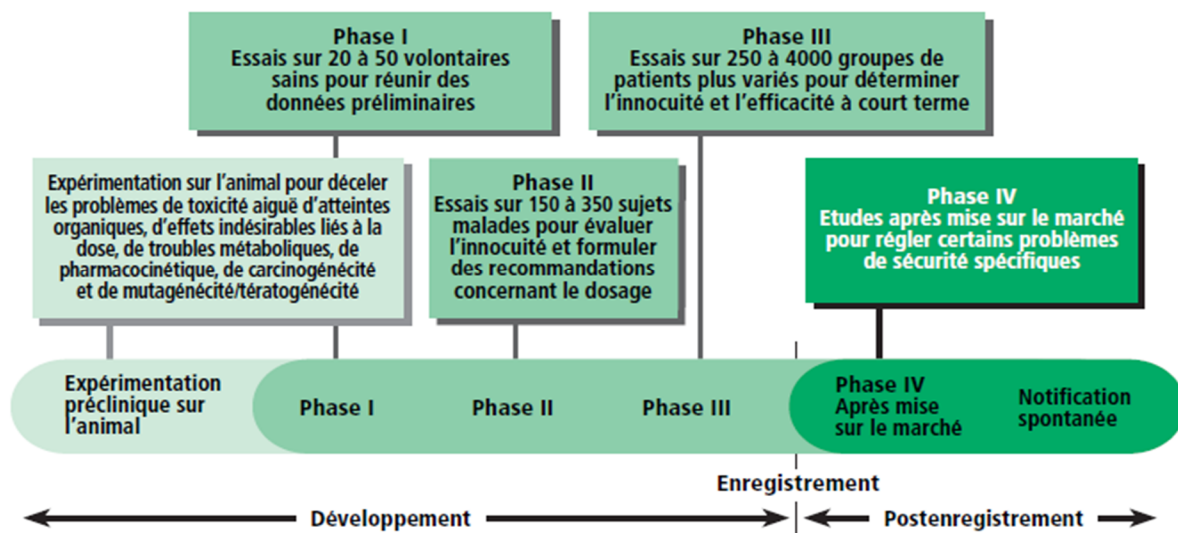 Phase I
Essais sur 20 à 50 volontaires
sains pour réunir des
données préliminaires
Phase III
Essais sur 250 à 4000 groupes de
patients plus variés pour déterminer
l'innocuité et l'efficacité à court terme
Expérimentation sur l'animal pour déceler
les problèmes de toxicité aiguë d'atteintes
organiques, d'effets indésirables liés à la
dose, de troubles métaboliques, de
pharmacocinétique, de carcinogénécité
et de mutagénécité/tératogénécité
Phase II
Essais sur 150 à 350 sujets
malades pour évaluer
l'innocuité et formuler
des recommandations
concernant le dosage
Phase IV
Etudes après mise sur le marché
pour régler certains problèmes
de sécurité spécifiques
Expérimentation
préclinique sur
l'animal
Phase I
Phase II
Phase III
Phase IV
Après mise
sur le marché
Notification
spontanée
Enregistrement
Développement
Postenregistrement